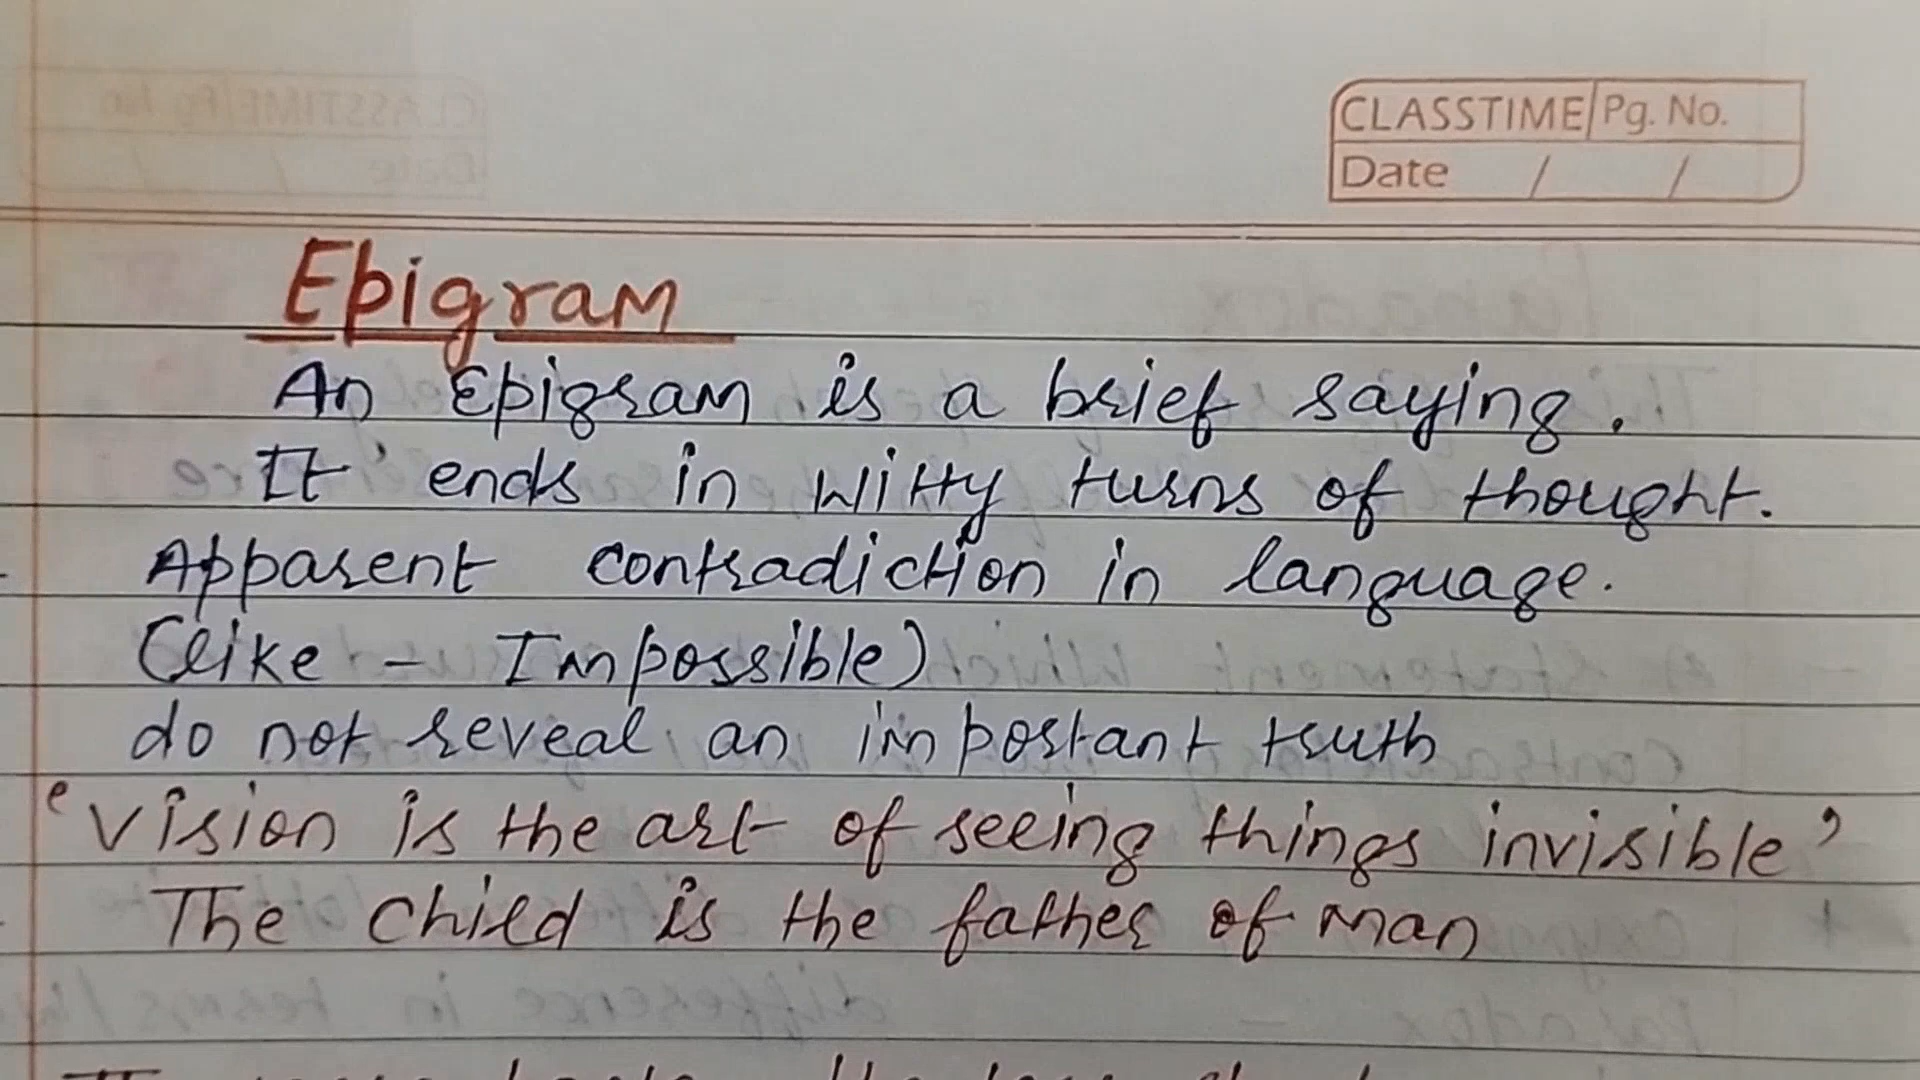 CLASSTIME Pg. No.
Date / /
Epigram
An Epigram is a brief saying.
It ends in witty turns of thought.
Apparent contradiction in language.
(like - Impossible)
do not reveal an important truth
'Vision is the art of seeing things invisible'
The Child is the father of man